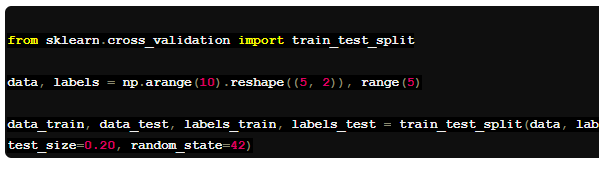 from sklearn.cross_validation import train_test_split
data, labels = np.arange(10).reshape((5, 2)), range(5)
data_train, data_test, labels_train, labels_test = train_test_split(data, lab
test_size=0.20, random_state=42)